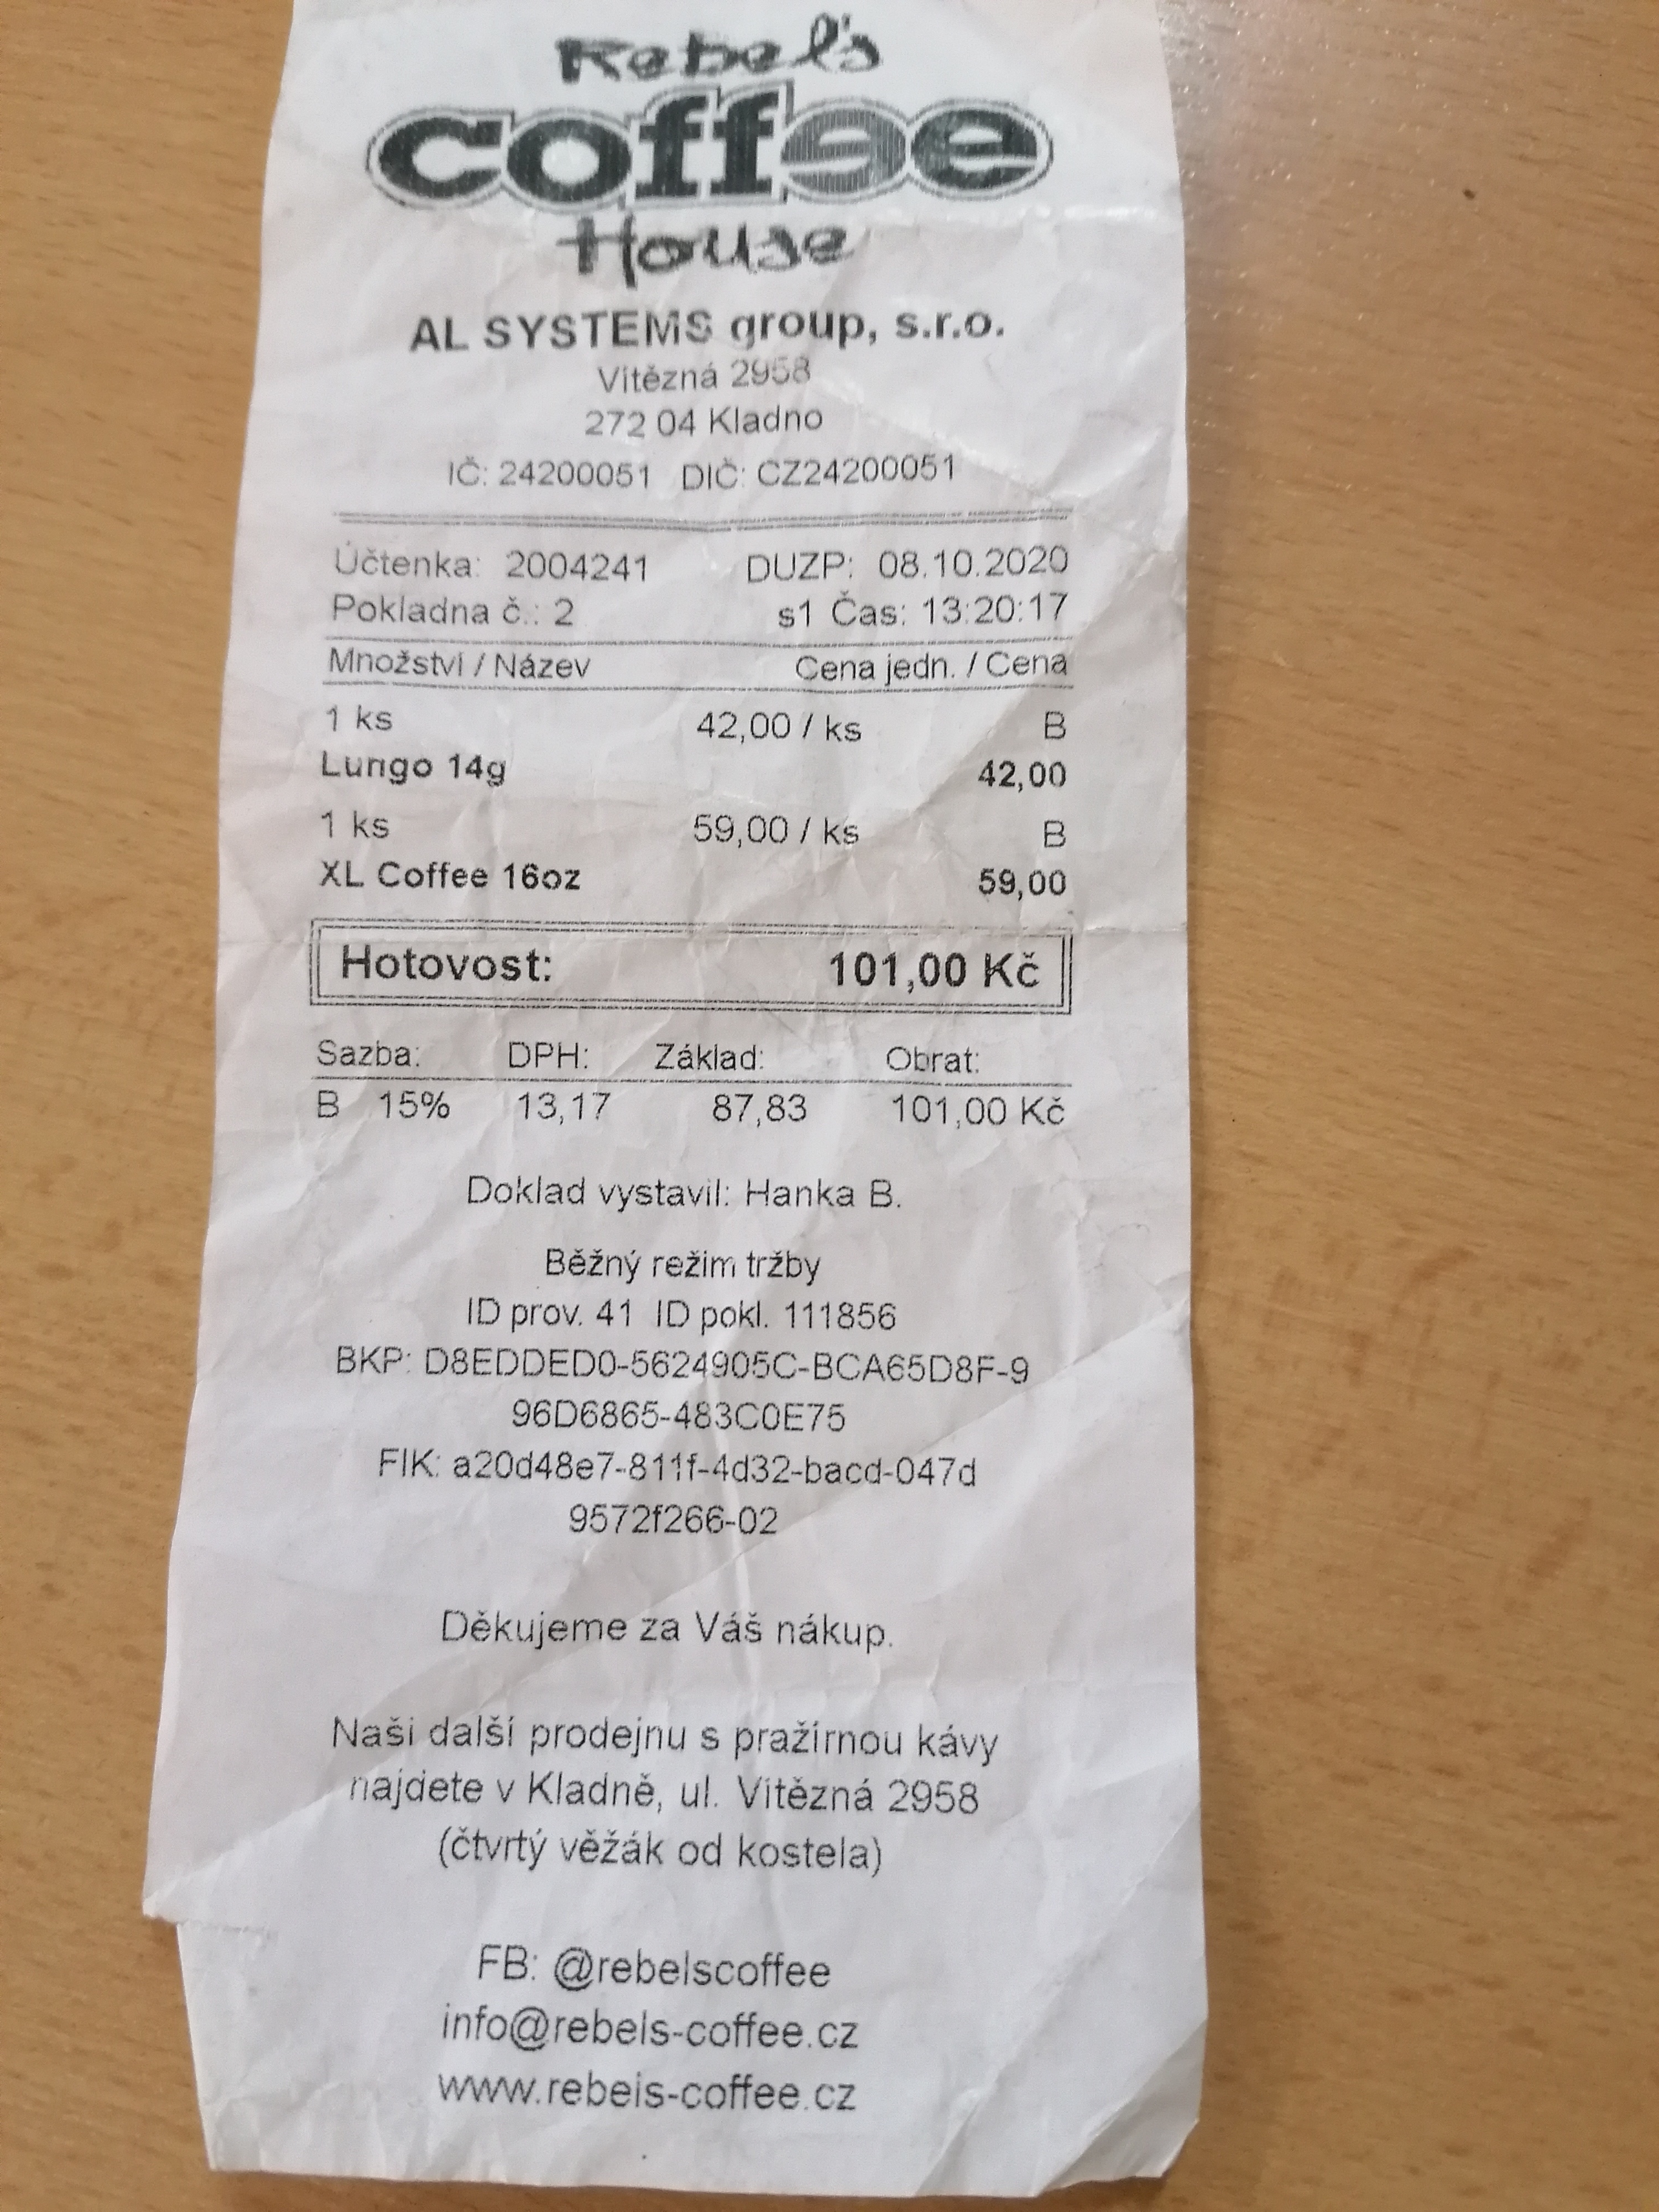 Rebel's
coffee
House
AL SYSTEMS group, s.r.o.
Vítězná 2958
272 04 Kladno
IČ: 24200051 DIČ: CZ24200051
Účtenka: 2004241 DUZP: 08.10.2020
Pokladna č.: 2 s1 Čas: 13:20:17
Množství / Název Cena jedn. / Cena
1 ks 42,00 / ks B
Lungo 14g 42,00
1 ks 59,00 / ks B
XL Coffee 16oz 59,00
Hotovost: 101,00 Kč
Sazba: DPH: Základ: Obrat:
B 15% 13,17 87,83 101,00 Kč
Doklad vystavil: Hanka B.
Běžný režim tržby
ID prov. 41 ID pokl. 111856
BKP: D8EDDED0-5624905C-BCA65D8F-9
96D6865-483C0E75
FIK: a20d48e7-811f-4d32-bacd-047d
9572f266-02
Děkujeme za Váš nákup.
Naši další prodejnu s pražírnou kávy
najdete v Kladně, ul. Vítězná 2958
(čtvrtý věžák od kostela)
FB: @rebelscoffee
info@rebels-coffee.cz
www.rebels-coffee.cz